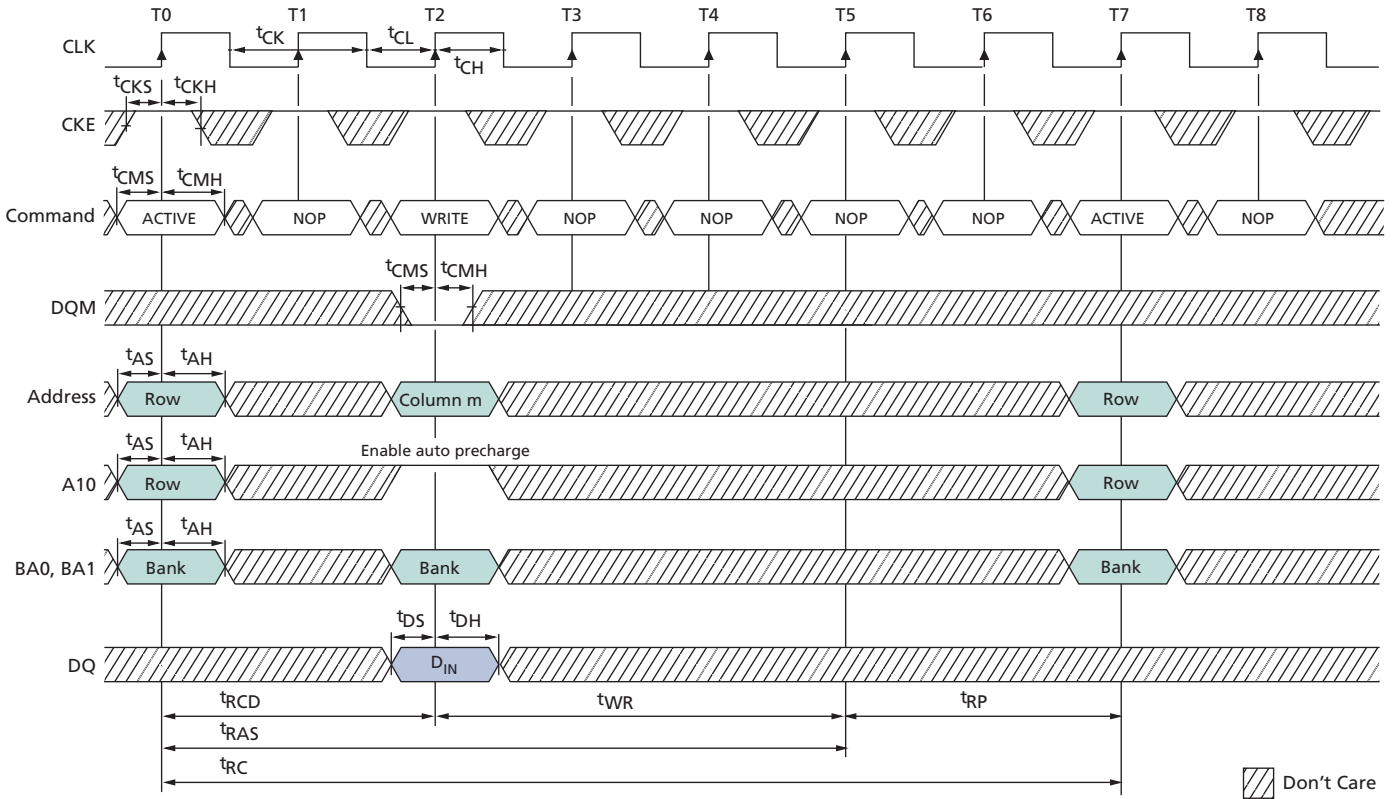 T0 T1 T2 T3 T4 T5 T6 T7 T8
CLK tCK tCL tCH
tCKS tCKH
CKE
tCMS tCMH
Command ACTIVE NOP WRITE NOP NOP NOP NOP ACTIVE NOP
tCMS tCMH
DQM
tAS tAH
Address Row Column m Row
tAS tAH Enable auto precharge
A10 Row Row
tAS tAH
BA0, BA1 Bank Bank Bank
tDS tDH
DQ DIN
tRCD tWR tRP
tRAS
tRC
Don't Care